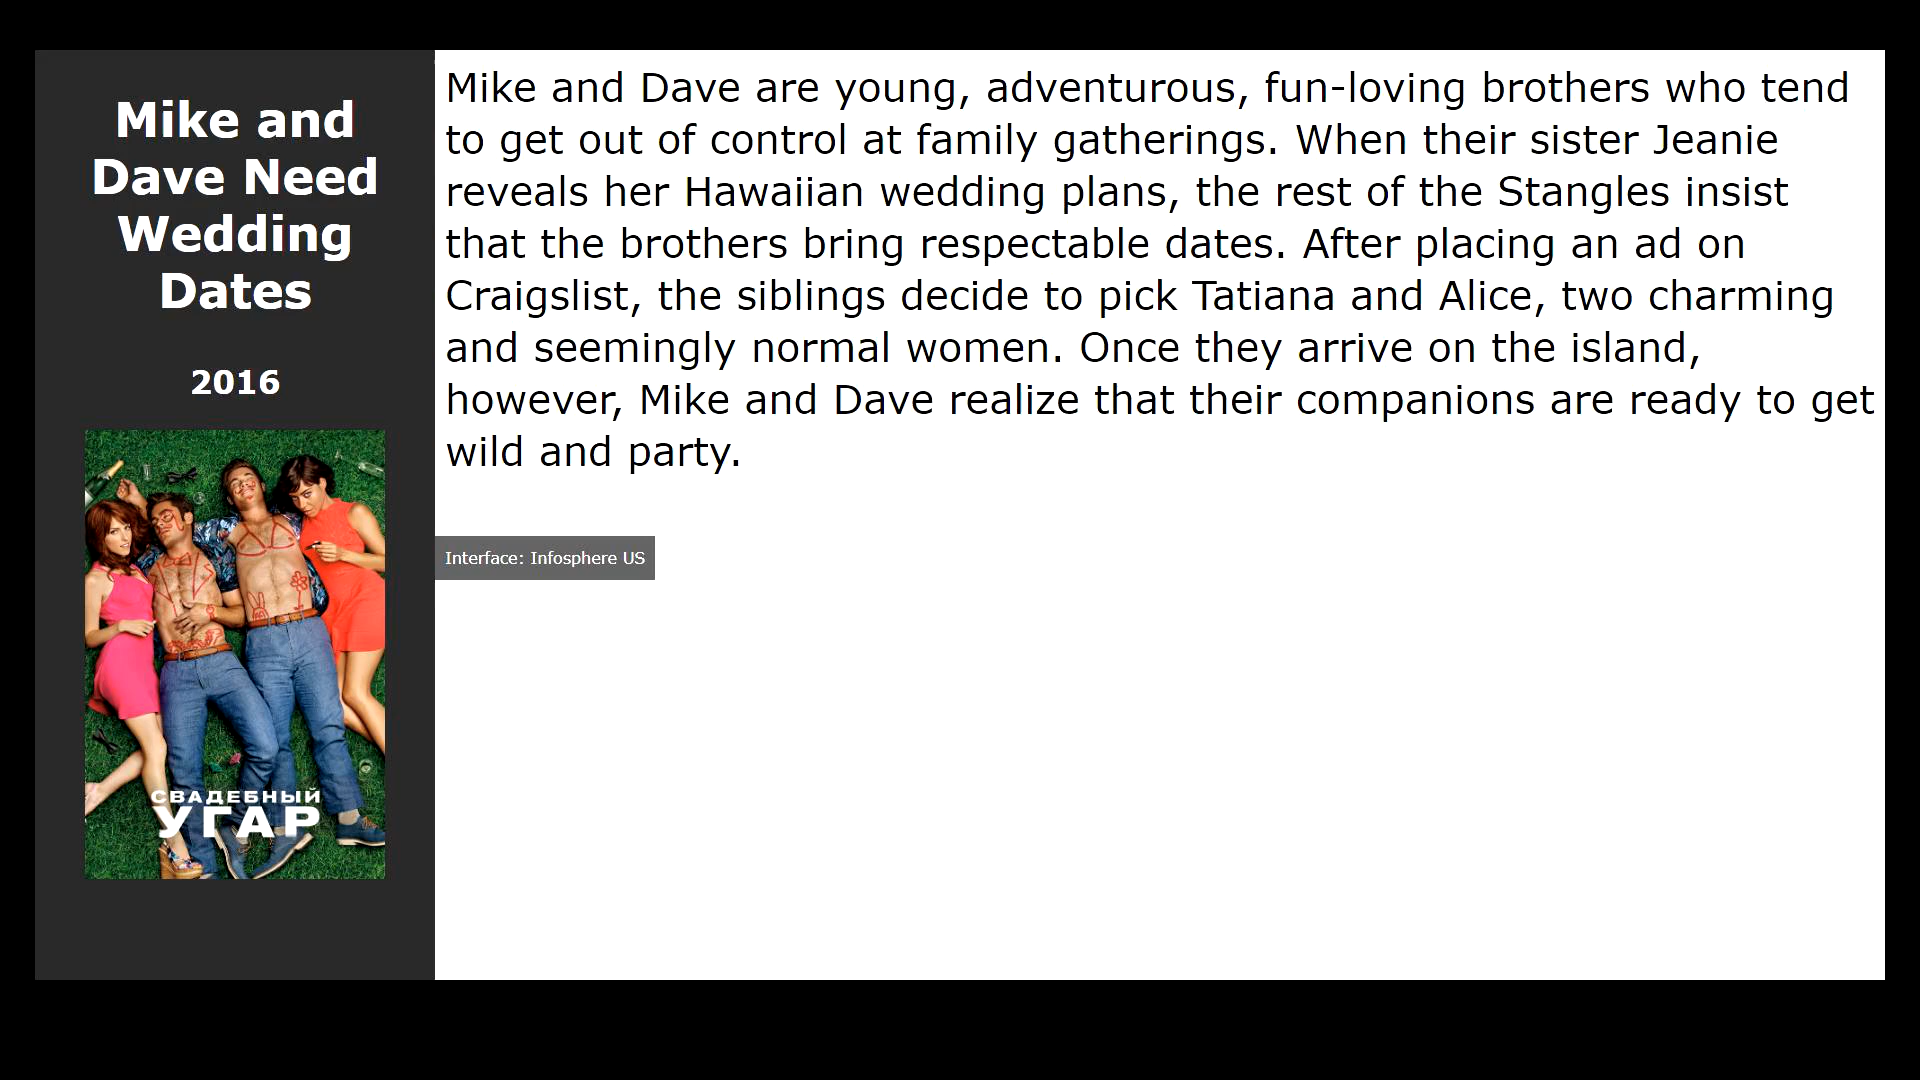 Mike and
Dave Need
Wedding
Dates
2016
СВАДЕБНЫЙ
УГАР
Mike and Dave are young, adventurous, fun-loving brothers who tend
to get out of control at family gatherings. When their sister Jeanie
reveals her Hawaiian wedding plans, the rest of the Stangles insist
that the brothers bring respectable dates. After placing an ad on
Craigslist, the siblings decide to pick Tatiana and Alice, two charming
and seemingly normal women. Once they arrive on the island,
however, Mike and Dave realize that their companions are ready to get
wild and party.
Interface: Infosphere US